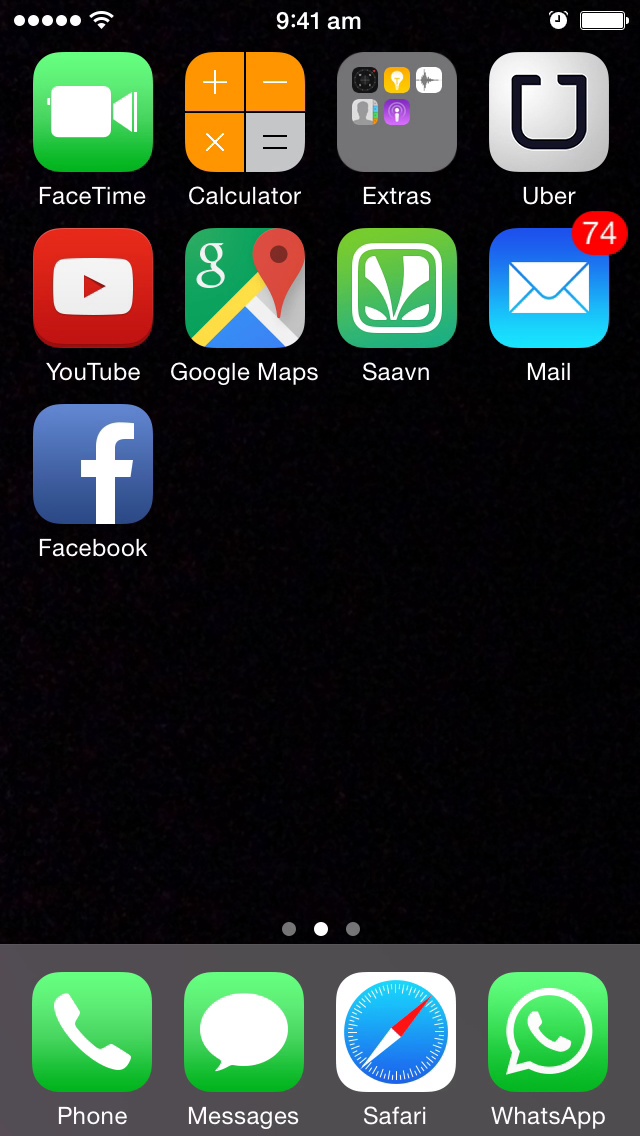 9:41 am
FaceTime Calculator Extras Uber
74
YouTube Google Maps Saavn Mail
Facebook
Phone Messages Safari WhatsApp